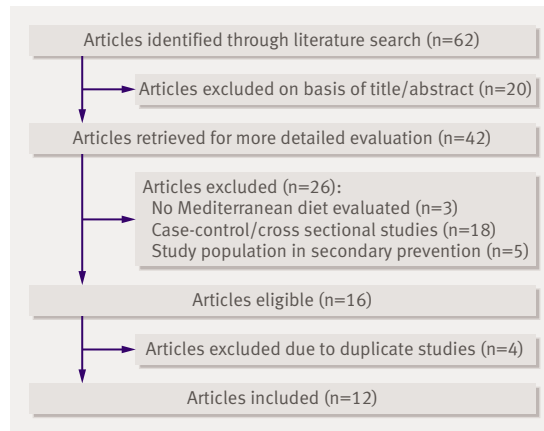 Articles identified through literature search (n=62)
Articles excluded on basis of title/abstract (n=20)
Articles retrieved for more detailed evaluation (n=42)
Articles excluded (n=26):
No Mediterranean diet evaluated (n=3)
Case-control/cross sectional studies (n=18)
Study population in secondary prevention (n=5)
Articles eligible (n=16)
Articles excluded due to duplicate studies (n=4)
Articles included (n=12)